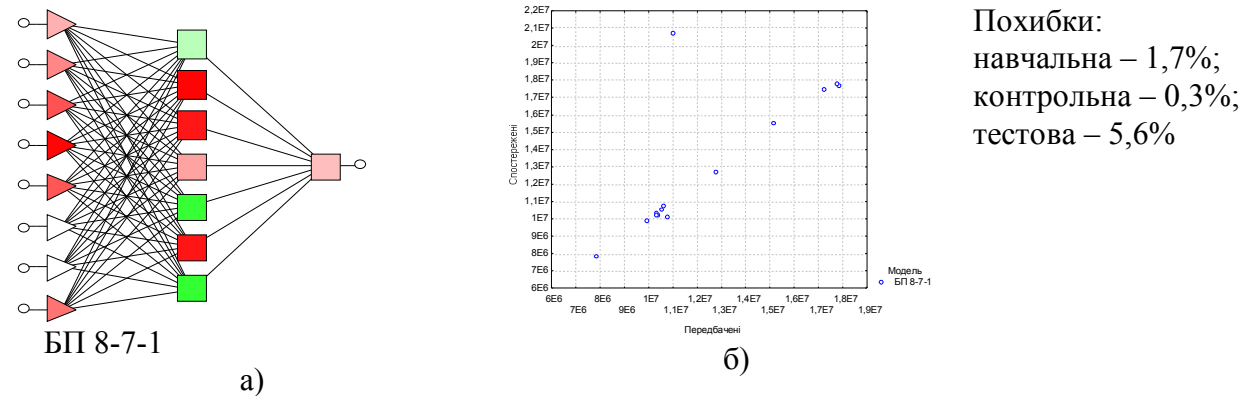 БП 8-7-1
а)
2,2E7
2,1E7
2E7
1,9E7
1,8E7
1,7E7
1,6E7
1,5E7
1,4E7
1,3E7
1,2E7
1,1E7
1E7
9E6
8E6
7E6
6E6
Спостережені
6E6 8E6 1E7 1,2E7 1,4E7 1,6E7 1,8E7
7E6 9E6 1,1E7 1,3E7 1,5E7 1,7E7 1,9E7
Передбачені
Модель
БП 8-7-1
б)
Похибки:
навчальна – 1,7%;
контрольна – 0,3%;
тестова – 5,6%